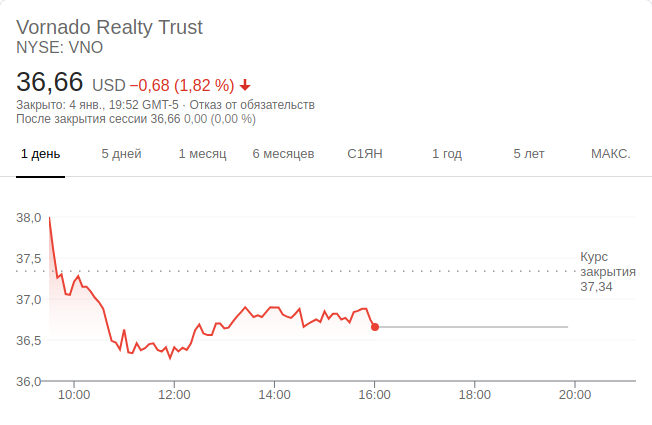 Vornado Realty Trust
NYSE: VNO
36,66 USD −0,68 (1,82 %)
Закрыто: 4 янв., 19:52 GMT-5 · Отказ от обязательств
После закрытия сессии 36,66 0,00 (0,00 %)
1 день 5 дней 1 месяц 6 месяцев С1ЯН 1 год 5 лет МАКС.
38,0
37,5
Курс
закрытия
37,34
37,0
36,5
36,0
10:00 12:00 14:00 16:00 18:00 20:00